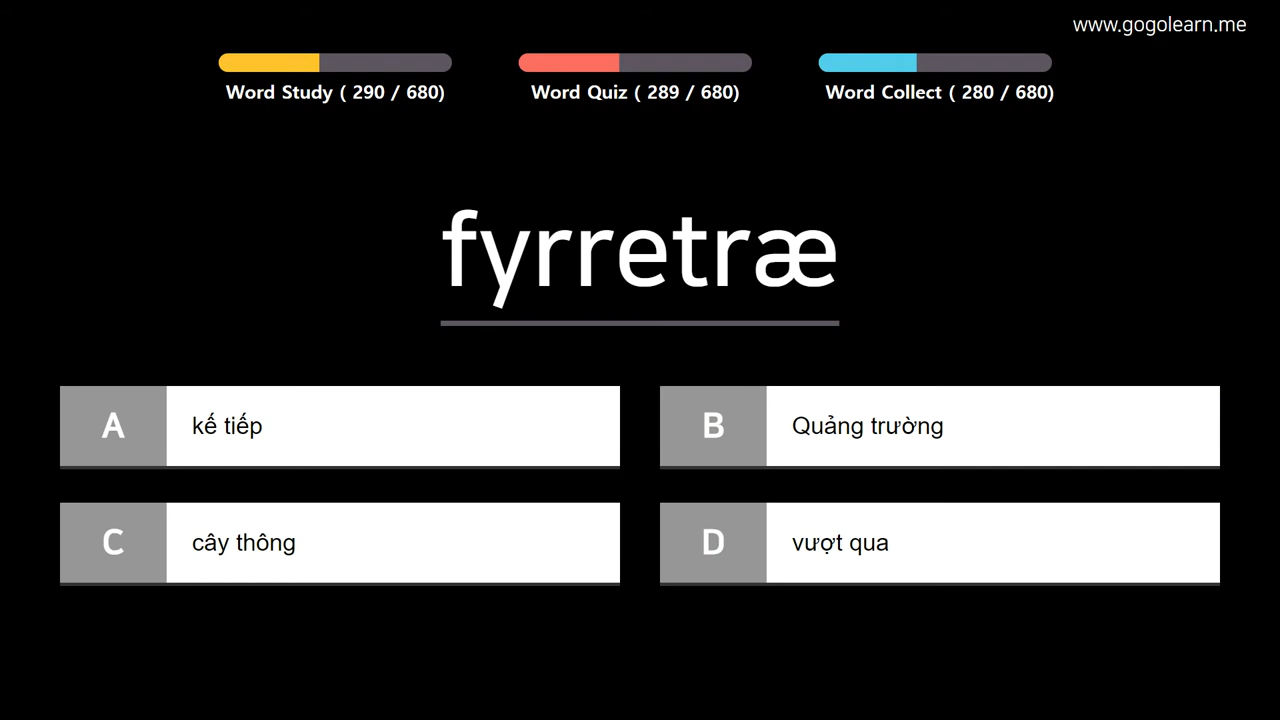 www.gogolearn.me
Word Study ( 290 / 680)
Word Quiz ( 289 / 680)
Word Collect ( 280 / 680)
fyrretræ
A kế tiếp
B Quảng trường
C cây thông
D vượt qua